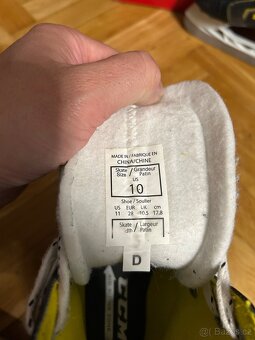 MADE IN / FABRIQUÉ EN
CHINA/CHINE
Skate / Grandeur
Size / Patin
US
10
Shoe / Soulier
US EUR UK cm
11 28 10.5 17.8
Skate / Largeur
Patin
D
CCM